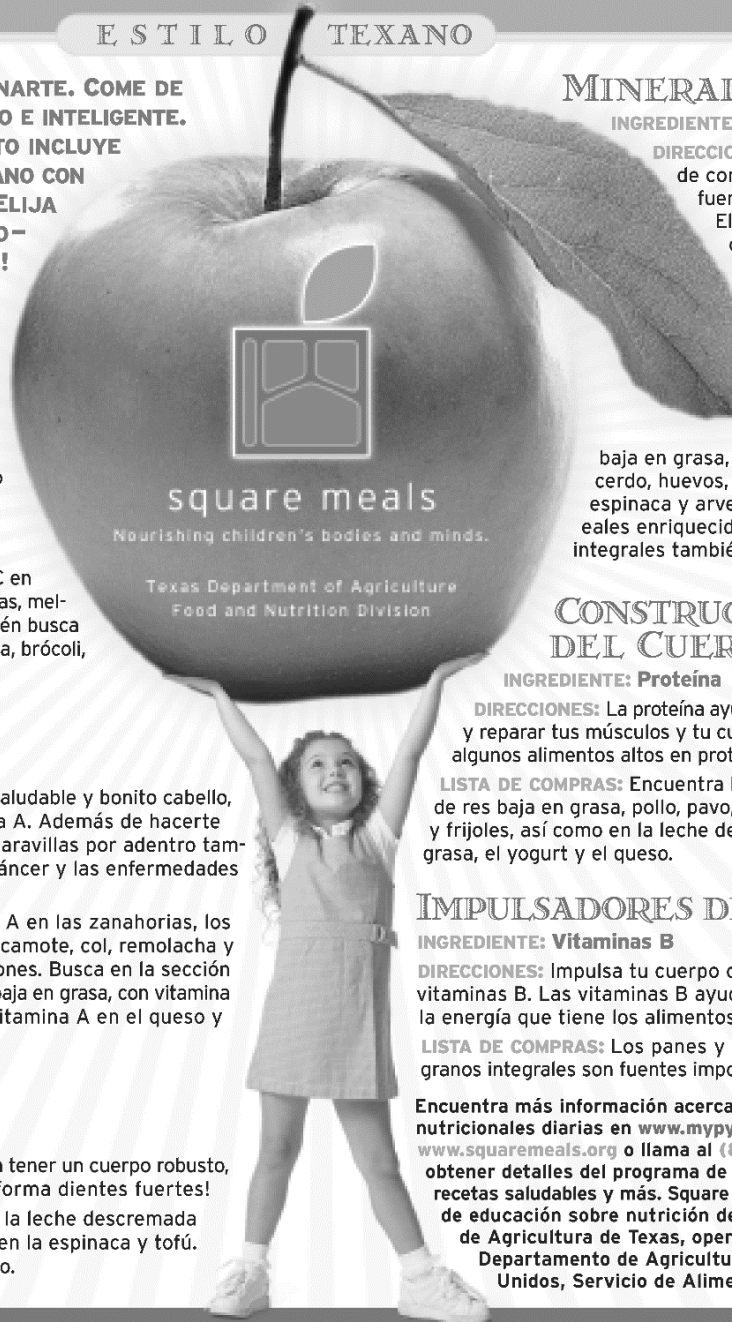 ESTILO TEXANO
NARTE. COME DE
O E INTELIGENTE.
TO INCLUYE
ANO CON
ELIJA
O–
!
o
C en
as, mel-
én busca
a, brócoli,
aludable y bonito cabello,
a A. Además de hacerte
aravillas por adentro tam-
áncer y las enfermedades
A en las zanahorias, los
camote, col, remolacha y
ones. Busca en la sección
baja en grasa, con vitamina
itamina A en el queso y
n tener un cuerpo robusto,
forma dientes fuertes!
la leche descremada
en la espinaca y tofú.
o.
square meals
Nourishing children's bodies and minds.
Texas Department of Agriculture
Food and Nutrition Division
MINERAL
INGREDIENTE
DIRECCIO
de con
fuer
El
baja en grasa,
cerdo, huevos,
espinaca y arve
eales enriquecid
integrales tambié
CONSTRUC
DEL CUER
INGREDIENTE: Proteína
DIRECCIONES: La proteína ayu
y reparar tus músculos y tu cu
algunos alimentos altos en prot
LISTA DE COMPRAS: Encuentra l
de res baja en grasa, pollo, pavo,
y frijoles, así como en la leche de
grasa, el yogurt y el queso.
IMPULSADORES D
INGREDIENTE: Vitaminas B
DIRECCIONES: Impulsa tu cuerpo c
vitaminas B. Las vitaminas B ayuc
la energía que tiene los alimentos
LISTA DE COMPRAS: Los panes y
granos integrales son fuentes impo
Encuentra más información acerca
nutricionales diarias en www.mypy
www.squaremeals.org o llama al (8
obtener detalles del programa de
recetas saludables y más. Square
de educación sobre nutrición de
de Agricultura de Texas, oper
Departamento de Agricultu
Unidos, Servicio de Alime